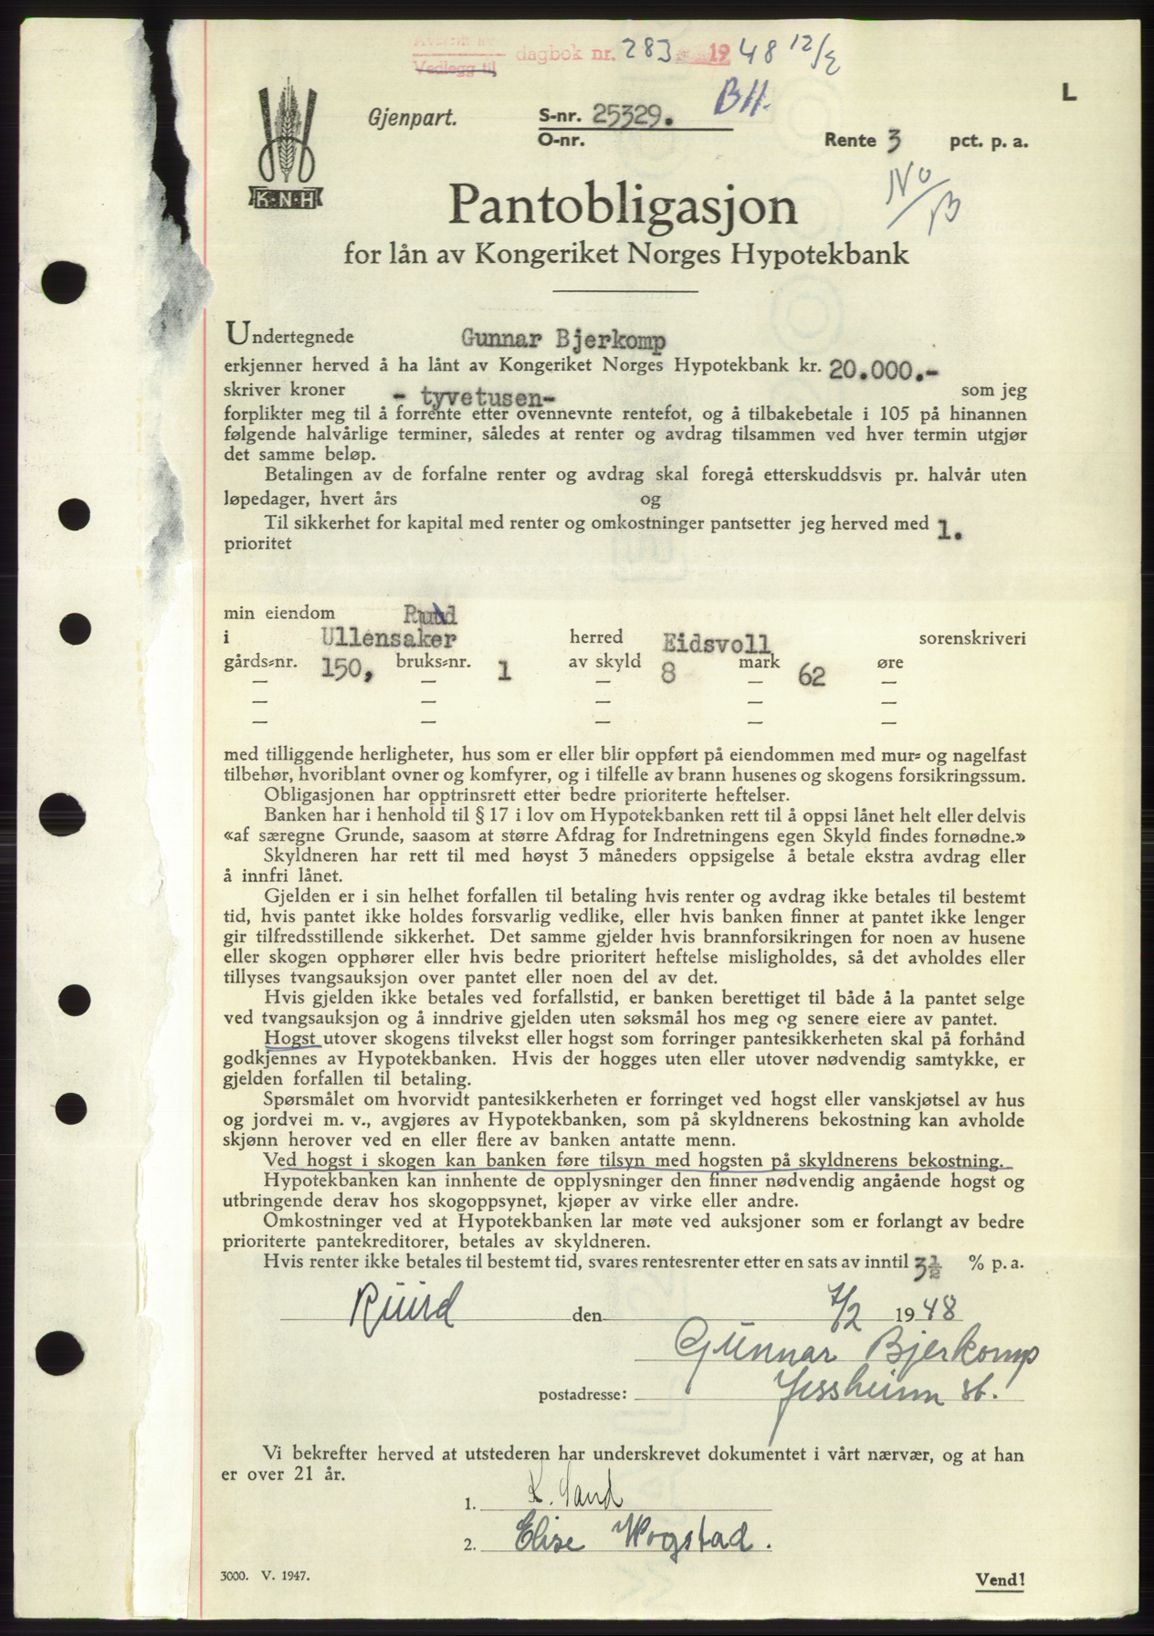 Vedlegg til dagbok nr. 283 1948 12/2
BH.
L
Gjenpart. S-nr. 25329.
O-nr. Rente 3 pct. p. a.
K·N·H
Pantobligasjon
for lån av Kongeriket Norges Hypotekbank
Undertegnede Gunnar Bjerkomp
erkjenner herved å ha lånt av Kongeriket Norges Hypotekbank kr. 20.000.-
skriver kroner - tyvetusen- som jeg
forplikter meg til å forrente etter ovennevnte rentefot, og å tilbakebetale i 105 på hinannen
følgende halvårlige terminer, således at renter og avdrag tilsammen ved hver termin utgjør
det samme beløp.
Betalingen av de forfalne renter og avdrag skal foregå etterskuddsvis pr. halvår uten
løpedager, hvert års og
Til sikkerhet for kapital med renter og omkostninger pantsetter jeg herved med 1.
prioritet
min eiendom Ruud
i Ullensaker herred Eidsvoll sorenskriveri
gårds-nr. 150, bruks-nr. 1 av skyld 8 mark 62 øre
— — — — —
— — — — —
— — — — —
med tilliggende herligheter, hus som er eller blir oppført på eiendommen med mur- og nagelfast
tilbehør, hvoriblant ovner og komfyrer, og i tilfelle av brann husenes og skogens forsikringssum.
Obligasjonen har opptrinsrett etter bedre prioriterte heftelser.
Banken har i henhold til § 17 i lov om Hypotekbanken rett til å oppsi lånet helt eller delvis
«af særegne Grunde, saasom at større Afdrag for Indretningens egen Skyld findes fornødne.»
Skyldneren har rett til med høyst 3 måneders oppsigelse å betale ekstra avdrag eller
å innfri lånet.
Gjelden er i sin helhet forfallen til betaling hvis renter og avdrag ikke betales til bestemt
tid, hvis pantet ikke holdes forsvarlig vedlike, eller hvis banken finner at pantet ikke lenger
gir tilfredsstillende sikkerhet. Det samme gjelder hvis brannforsikringen for noen av husene
eller skogen opphører eller hvis bedre prioritert heftelse misligholdes, så det avholdes eller
tillyses tvangsauksjon over pantet eller noen del av det.
Hvis gjelden ikke betales ved forfallstid, er banken berettiget til både å la pantet selge
ved tvangsauksjon og å inndrive gjelden uten søksmål hos meg og senere eiere av pantet.
Hogst utover skogens tilvekst eller hogst som forringer pantesikkerheten skal på forhånd
godkjennes av Hypotekbanken. Hvis der hogges uten eller utover nødvendig samtykke, er
gjelden forfallen til betaling.
Spørsmålet om hvorvidt pantesikkerheten er forringet ved hogst eller vanskjøtsel av hus
og jordvei m. v., avgjøres av Hypotekbanken, som på skyldnerens bekostning kan avholde
skjønn herover ved en eller flere av banken antatte menn.
Ved hogst i skogen kan banken føre tilsyn med hogsten på skyldnerens bekostning.
Hypotekbanken kan innhente de opplysninger den finner nødvendig angående hogst og
utbringende derav hos skogoppsynet, kjøper av virke eller andre.
Omkostninger ved at Hypotekbanken lar møte ved auksjoner som er forlangt av bedre
prioriterte pantekreditorer, betales av skyldneren.
Hvis renter ikke betales til bestemt tid, svares rentesrenter etter en sats av inntil 3½ % p. a.
Ruud den 7/2 1948
Gunnar Bjerkomp
postadresse: Jessheim st.
Vi bekrefter herved at utstederen har underskrevet dokumentet i vårt nærvær, og at han
er over 21 år.
1. K. Sand
2. Elise Hogstad.
3000. V. 1947. Vend!